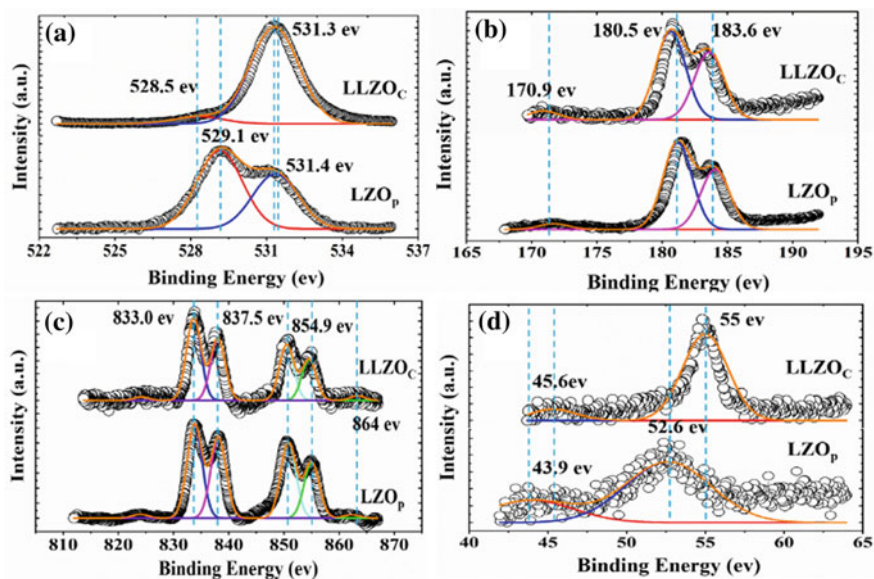 (a)
528.5 ev
531.3 ev
LLZOC
529.1 ev
531.4 ev
LZOp
Intensity (a.u.)
522 525 528 531 534 537
Binding Energy (ev)
(b)
180.5 ev 183.6 ev
170.9 ev
LLZOC
LZOp
Intensity (a.u.)
165 170 175 180 185 190 195
Binding Energy (ev)
(c)
833.0 ev 837.5 ev 854.9 ev
LLZOC
864 ev
LZOp
Intensity (a.u.)
810 820 830 840 850 860 870
Binding Energy (ev)
(d)
55 ev
45.6ev
LLZOC
52.6 ev
43.9 ev
LZOp
Intensity (a.u.)
40 45 50 55 60 65
Binding Energy (ev)